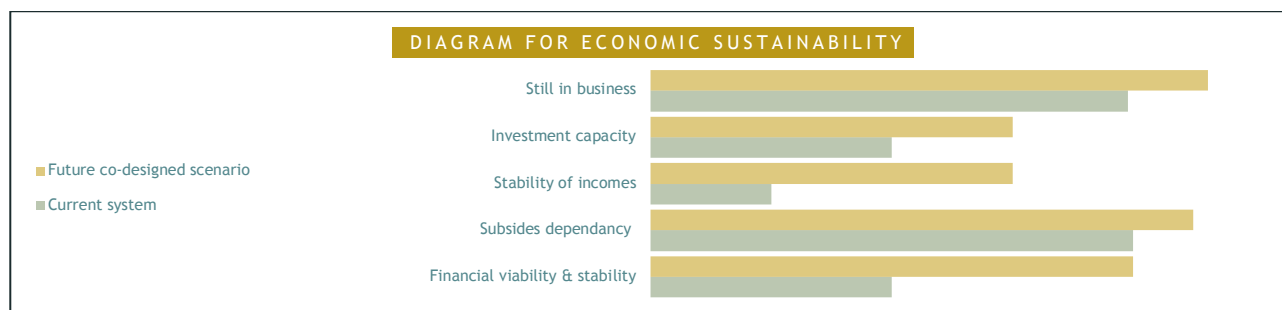 DIAGRAM FOR ECONOMIC SUSTAINABILITY
Still in business
Investment capacity
Stability of incomes
Subsides dependancy
Financial viability & stability
Future co-designed scenario
Current system